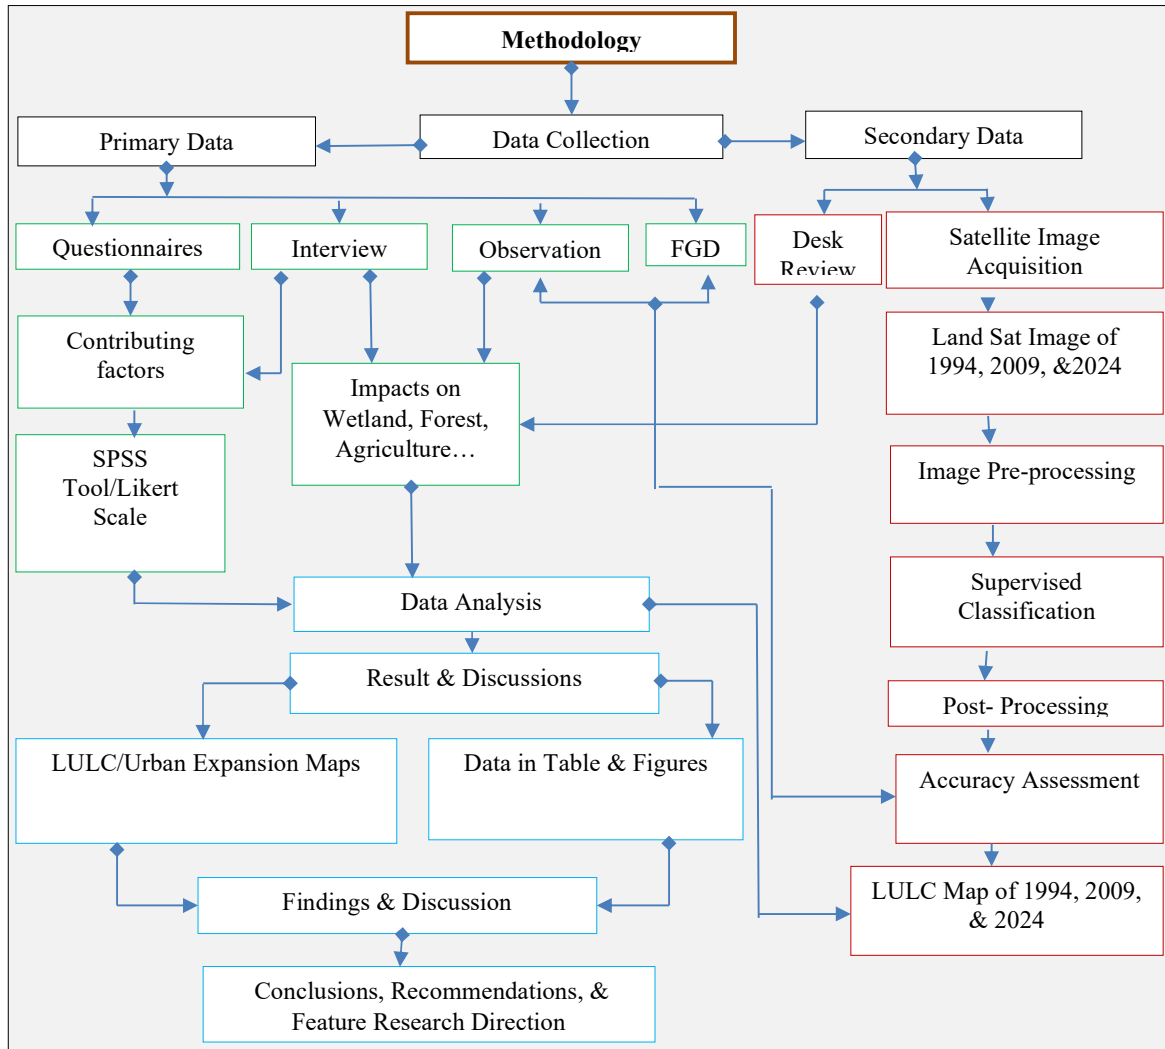 Methodology
Primary Data
Data Collection
Secondary Data
Questionnaires
Interview
Observation
FGD
Desk
Review
Satellite Image
Acquisition
Contributing
factors
Land Sat Image of
1994, 2009, &2024
Impacts on
Wetland, Forest,
Agriculture…
SPSS
Tool/Likert
Scale
Image Pre-processing
Data Analysis
Supervised
Classification
Result & Discussions
Post- Processing
LULC/Urban Expansion Maps
Data in Table & Figures
Accuracy Assessment
Findings & Discussion
LULC Map of 1994, 2009,
& 2024
Conclusions, Recommendations, &
Feature Research Direction